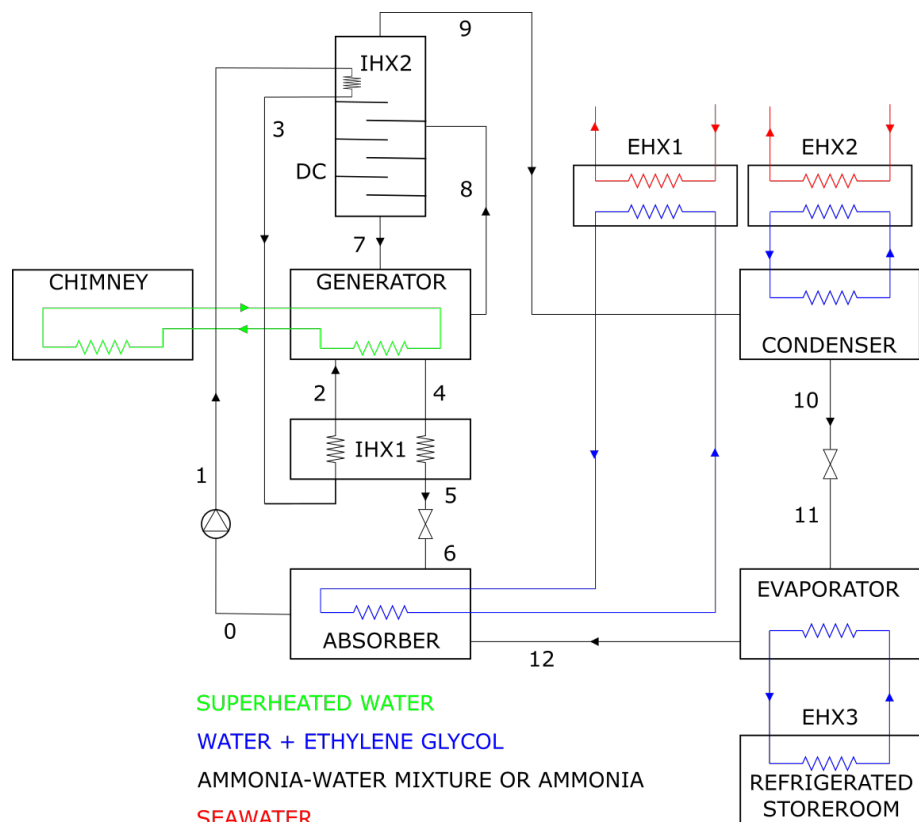 9
IHX2
3
EHX1
EHX2
DC
8
7
CHIMNEY
GENERATOR
CONDENSER
2
4
10
IHX1
1
5
11
6
EVAPORATOR
0
ABSORBER
12
SUPERHEATED WATER
EHX3
WATER + ETHYLENE GLYCOL
AMMONIA-WATER MIXTURE OR AMMONIA
REFRIGERATED
STOREROOM
SEAWATER